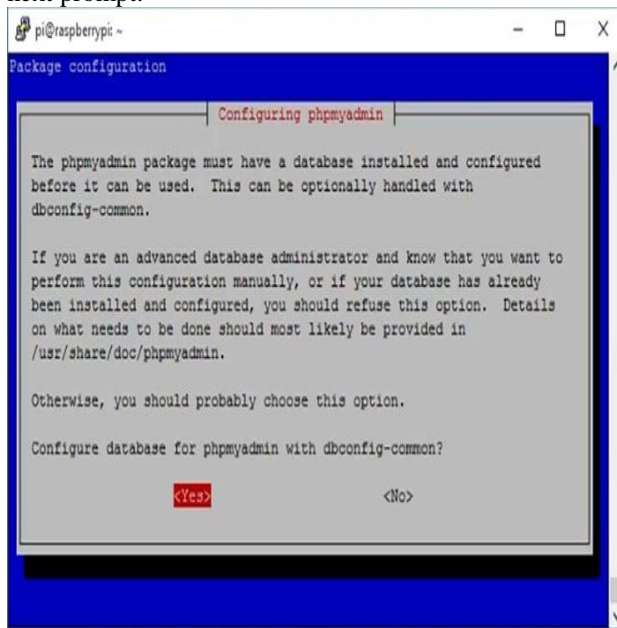 next prompt.
pi@raspberrypi: ~
Package configuration
Configuring phpmyadmin
The phpmyadmin package must have a database installed and configured
before it can be used.  This can be optionally handled with
dbconfig-common.
If you are an advanced database administrator and know that you want to
perform this configuration manually, or if your database has already
been installed and configured, you should refuse this option.  Details
on what needs to be done should most likely be provided in
/usr/share/doc/phpmyadmin.
Otherwise, you should probably choose this option.
Configure database for phpmyadmin with dbconfig-common?
<Yes> <No>